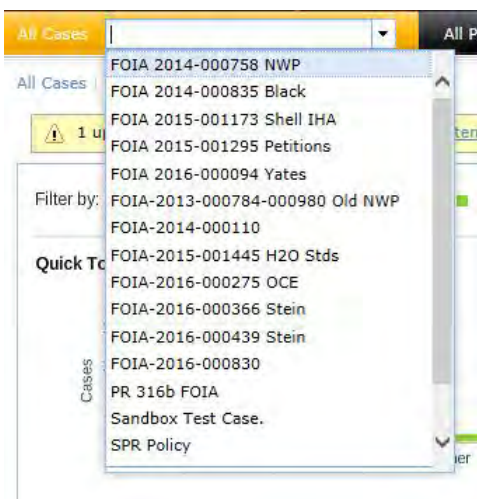 All Cases
All P
FOIA 2014-000758 NWP
All Cases
FOIA 2014-000835 Black
FOIA 2015-001173 Shell IHA
1 u
FOIA 2015-001295 Petitions
FOIA 2016-000094 Yates
Filter by:
FOIA-2013-000784-000980 Old NWP
FOIA-2014-000110
FOIA-2015-001445 H2O Stds
Quick To
FOIA-2016-000275 OCE
FOIA-2016-000366 Stein
FOIA-2016-000439 Stein
FOIA-2016-000830
Cases
PR 316b FOIA
Sandbox Test Case.
SPR Policy